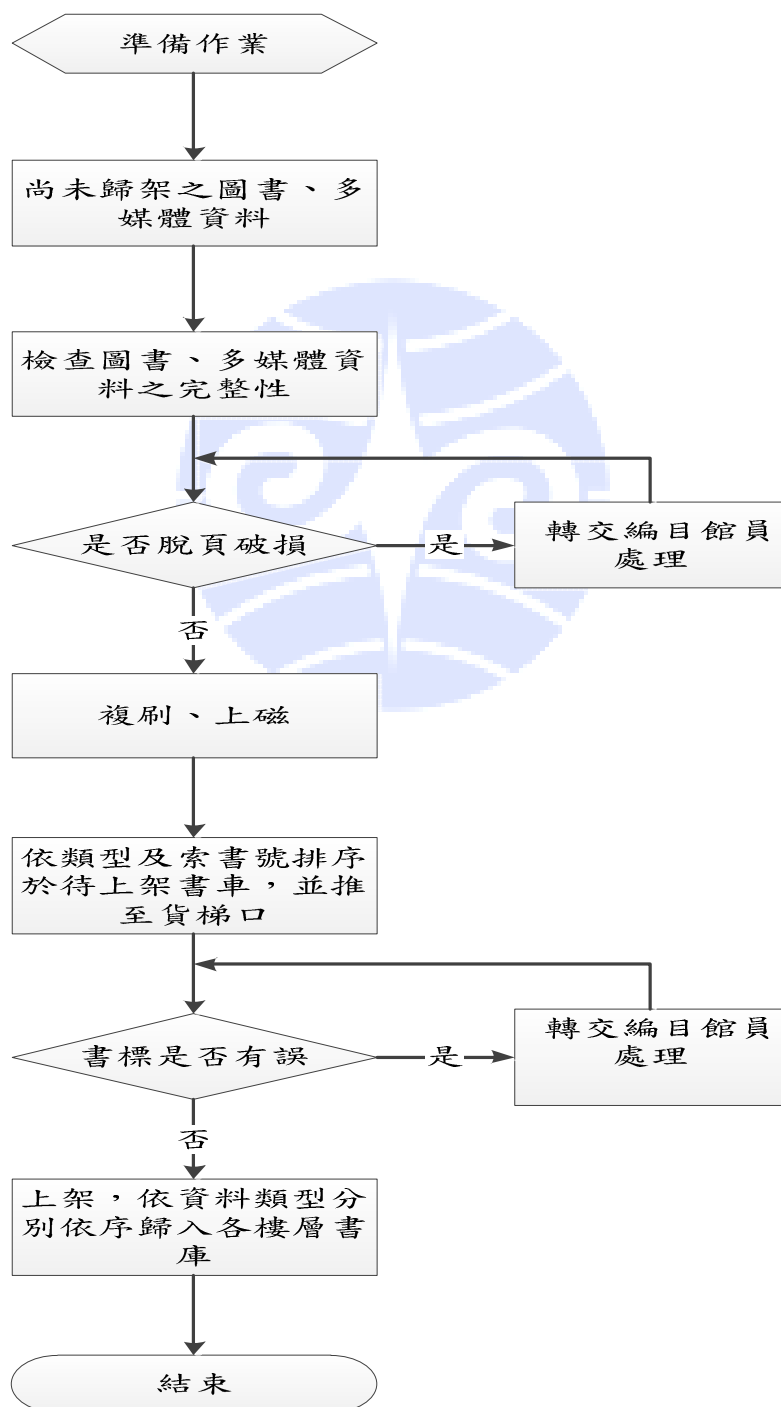 準備作業
尚未歸架之圖書、多
媒體資料
檢查圖書、多媒體資
料之完整性
是否脫頁破損
是
轉交編目館員
處理
否
複刷、上磁
依類型及索書號排序
於待上架書車，並推
至貨梯口
書標是否有誤
是
轉交編目館員
處理
否
上架，依資料類型分
別依序歸入各樓層書
庫
結束